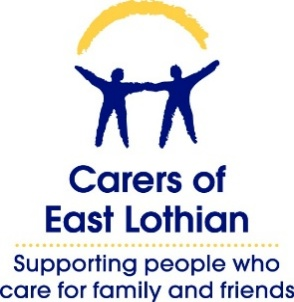 Carers of
East Lothian
Supporting people who
care for family and friends